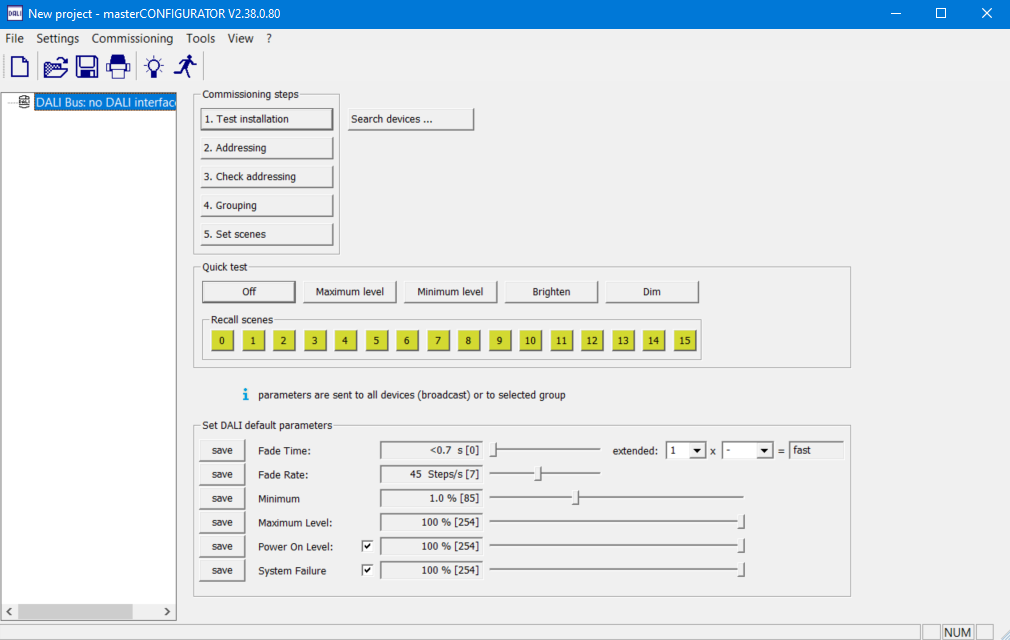 DALI New project - masterCONFIGURATOR V2.38.0.80
File Settings Commissioning Tools View ?
DALI Bus: no DALI interface
Commissioning steps
1. Test installation
Search devices ...
2. Addressing
3. Check addressing
4. Grouping
5. Set scenes
Quick test
Off Maximum level Minimum level Brighten Dim
Recall scenes
0 1 2 3 4 5 6 7 8 9 10 11 12 13 14 15
i parameters are sent to all devices (broadcast) or to selected group
Set DALI default parameters
save Fade Time: <0.7 s [0] extended: 1 x - = fast
save Fade Rate: 45 Steps/s [7]
save Minimum 1.0 % [85]
save Maximum Level: 100 % [254]
save Power On Level: 100 % [254]
save System Failure 100 % [254]
NUM